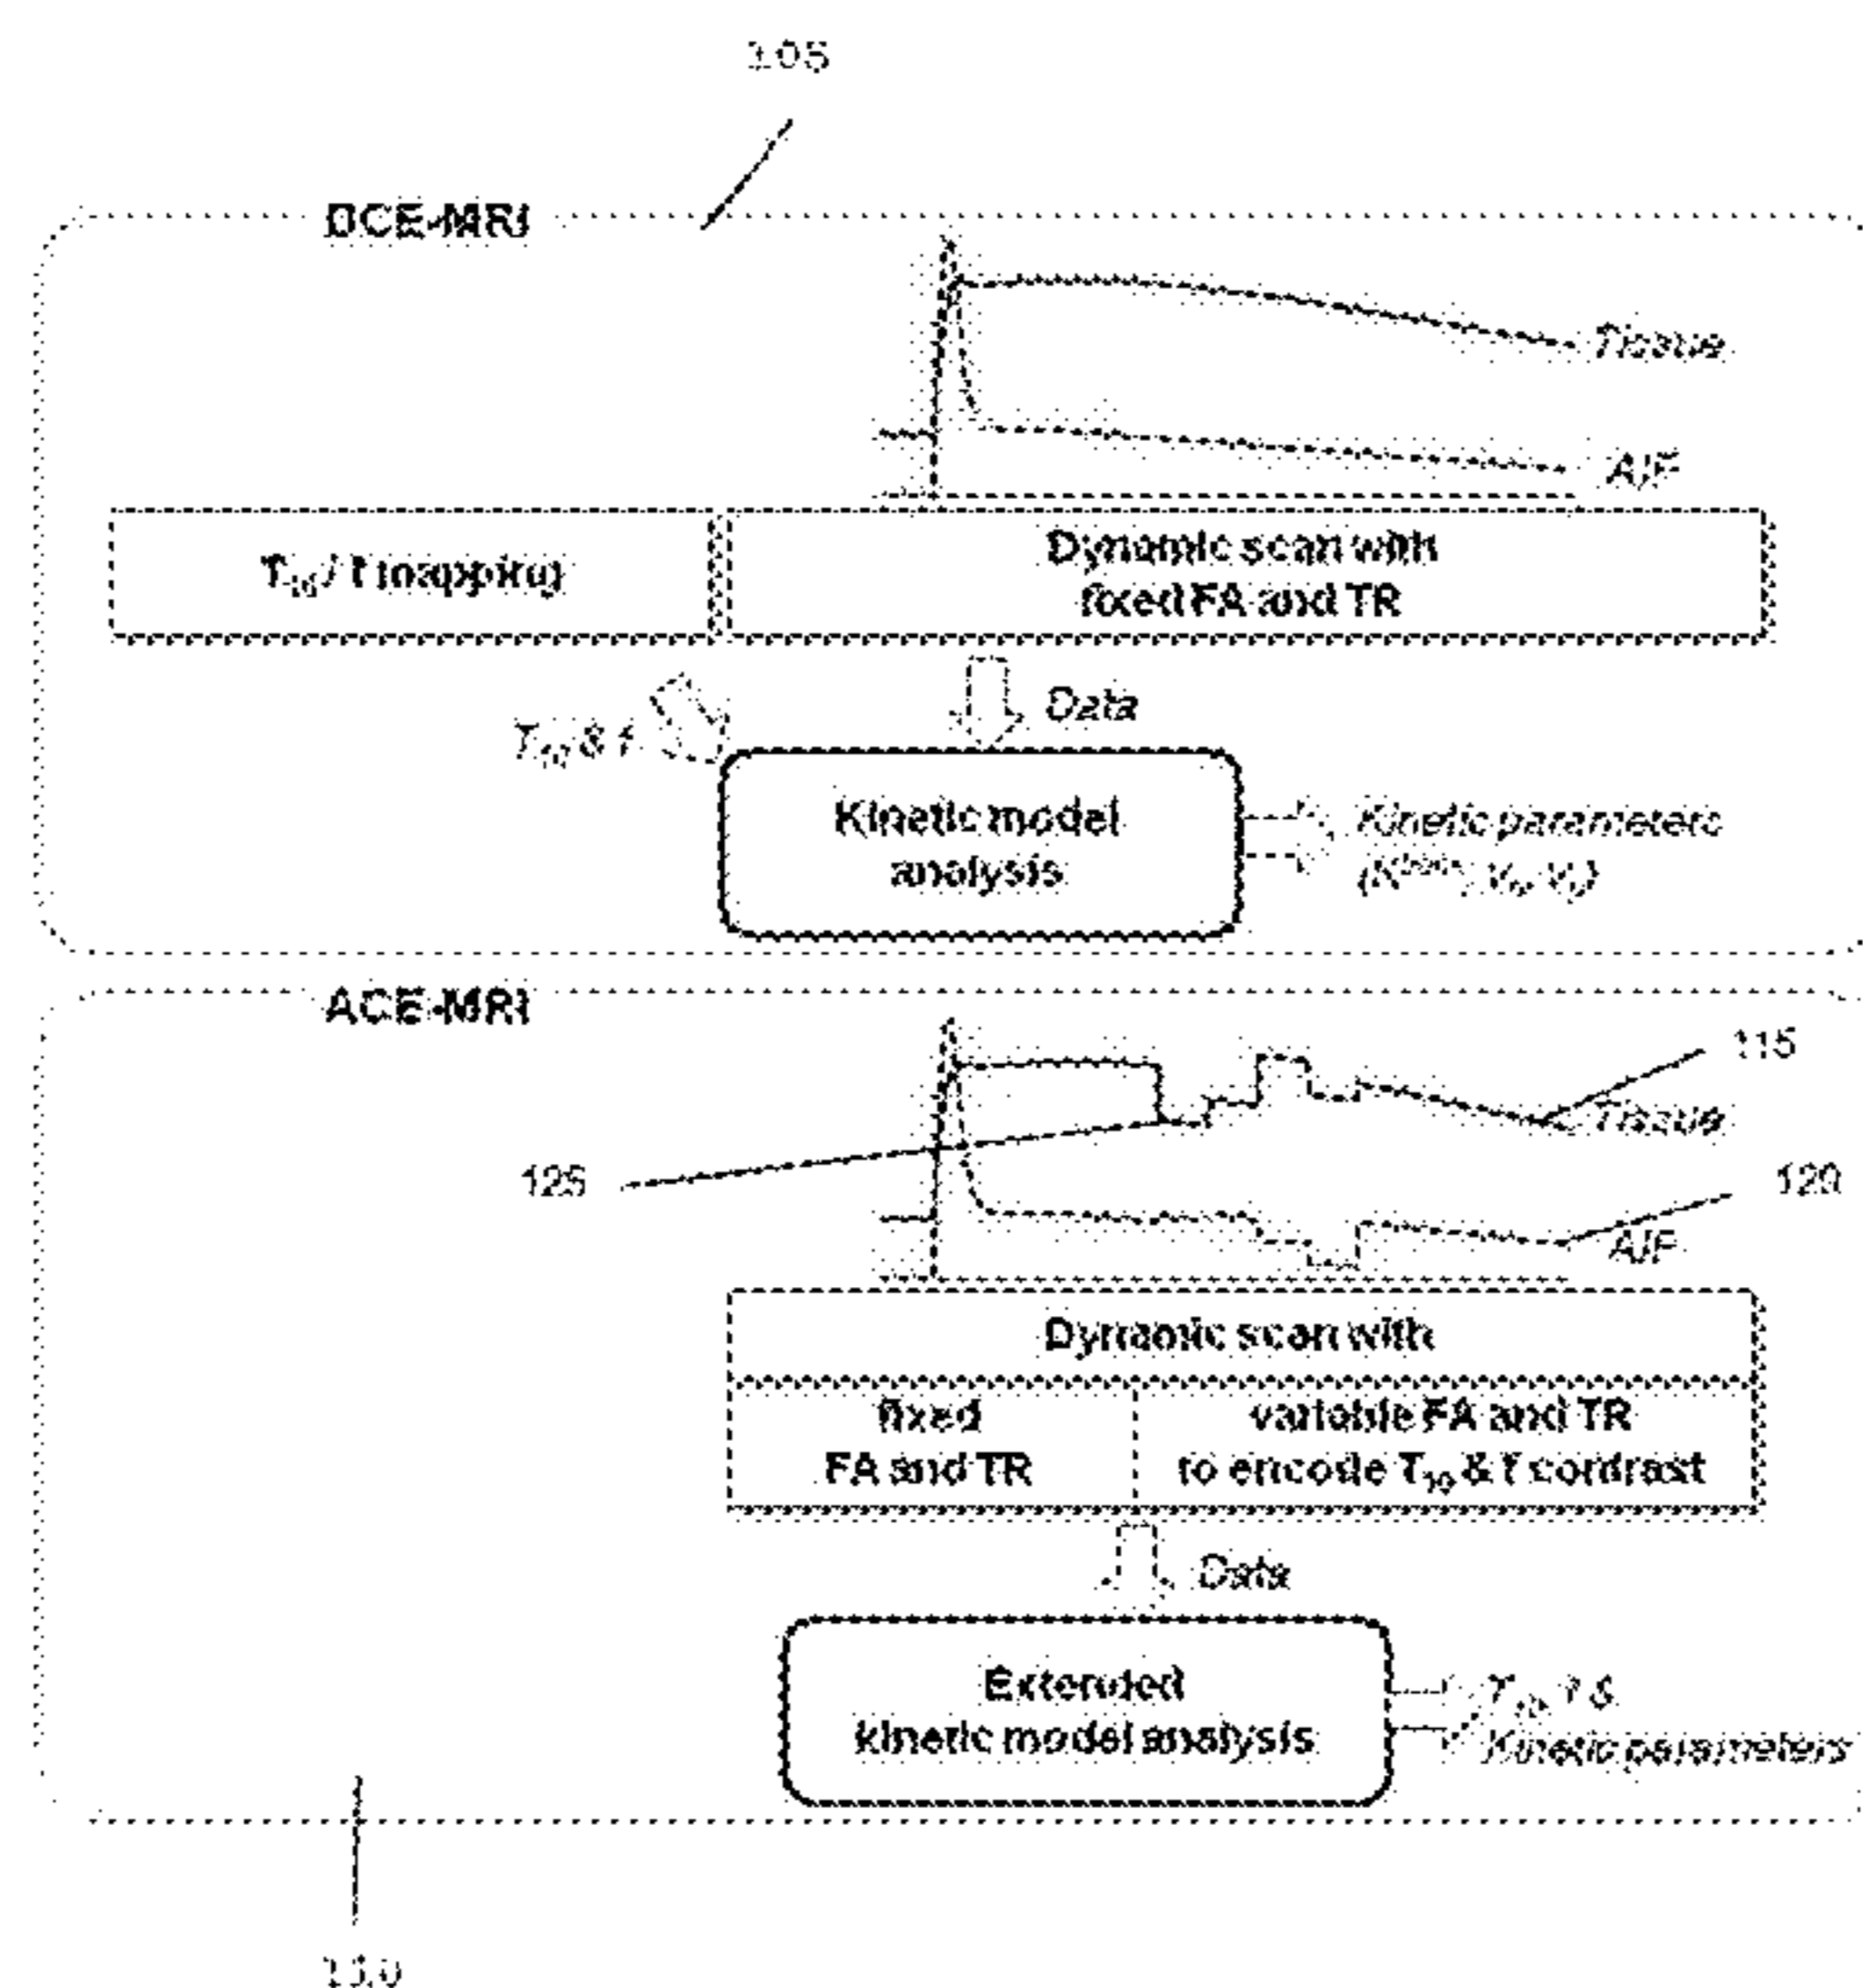 105
DCE-MRI
Tissue
AIF
T₁₀ / f mapping
Dynamic scan with
fixed FA and TR
T₁₀ & f
Data
Kinetic model
analysis
Kinetic parameters
ACE-MRI
115
Tissue
125
120
AIF
Dynamic scan with
fixed
FA and TR
variable FA and TR
to encode T₁₀ & f contrast
Data
Extended
kinetic model analysis
T₁₀, f &
Kinetic parameters
110